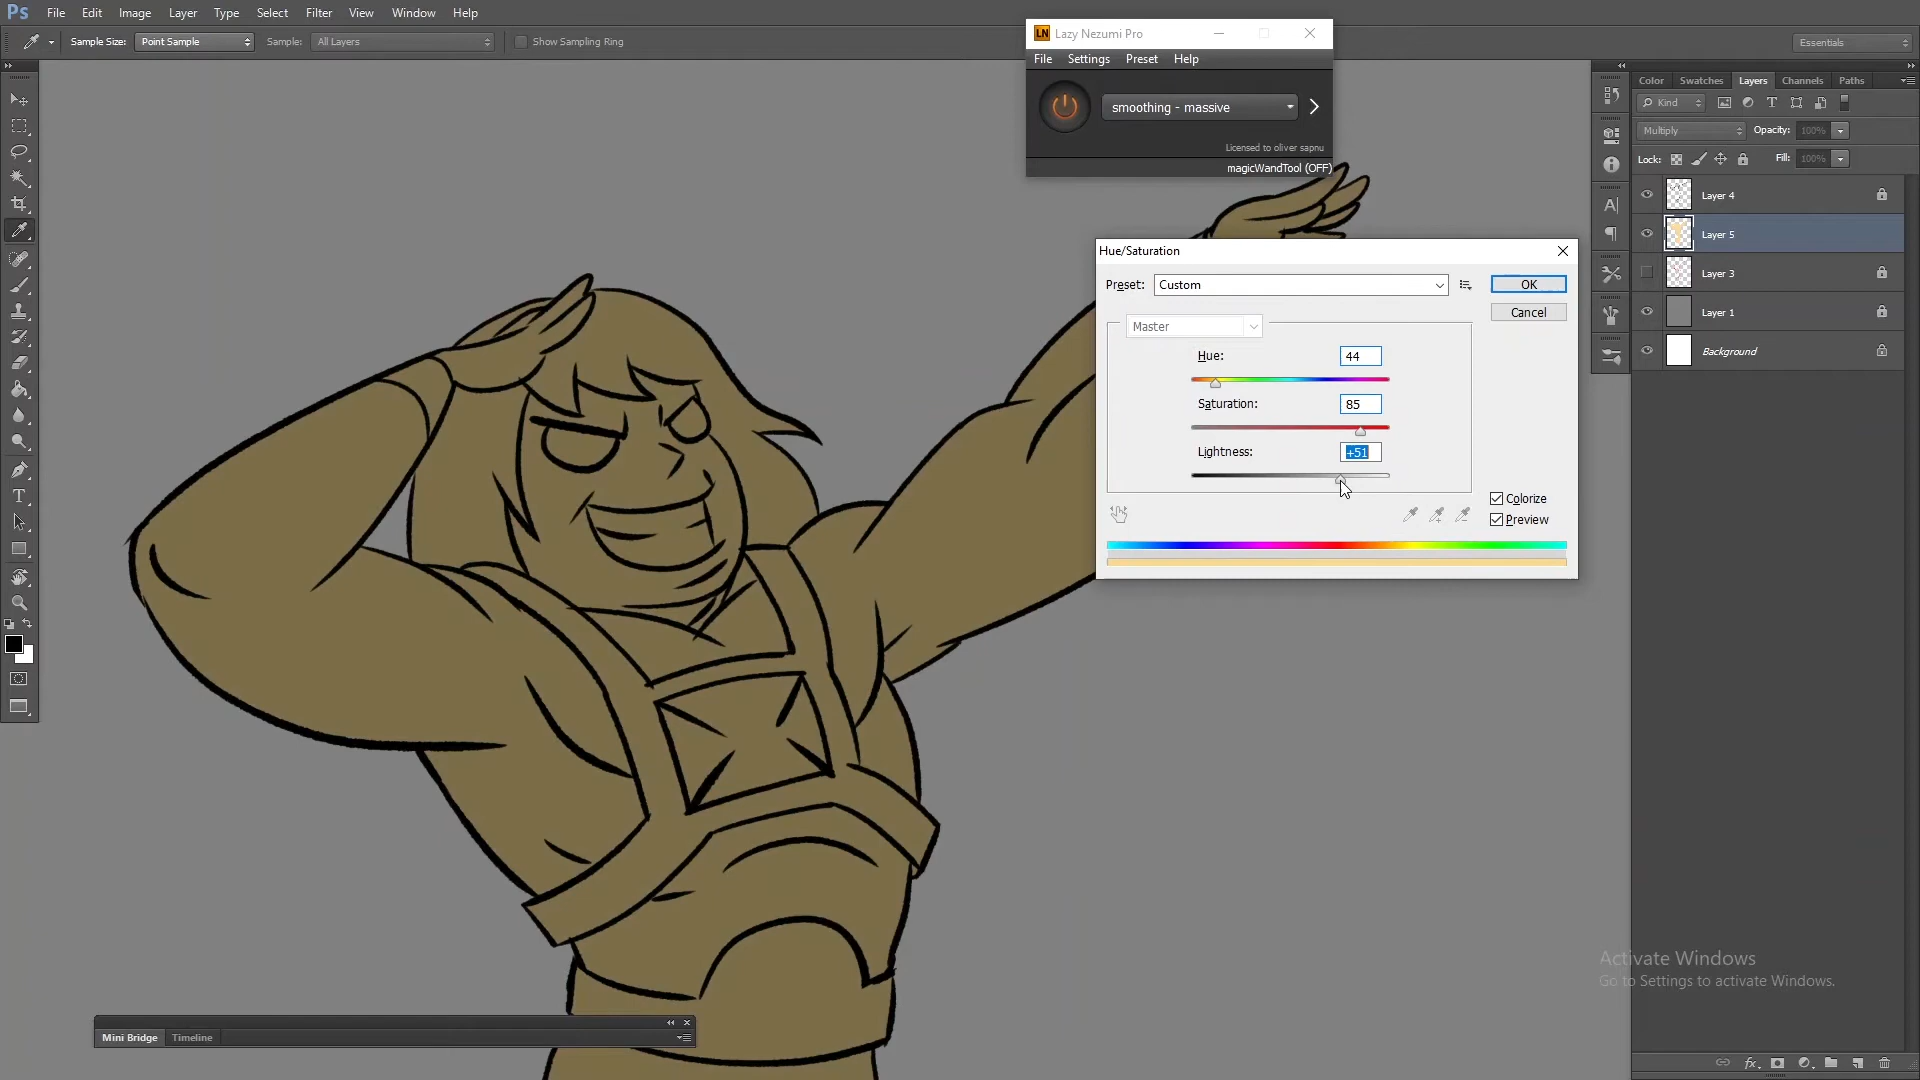 Ps File Edit Image Layer Type Select Filter View Window Help
Sample Size: Point Sample Sample: All Layers Show Sampling Ring Essentials
LN Lazy Nezumi Pro
File Settings Preset Help
smoothing - massive
Licensed to oliver sapnu
magicWandTool (OFF)
Hue/Saturation
Preset: Custom OK
Cancel
Master
Hue: 44
Saturation: 85
Lightness: +51
Colorize
Preview
Color Swatches Layers Channels Paths
Kind
Multiply Opacity: 100%
Lock: Fill: 100%
Layer 4
Layer 5
Layer 3
Layer 1
Background
Activate Windows
Go to Settings to activate Windows.
Mini Bridge Timeline